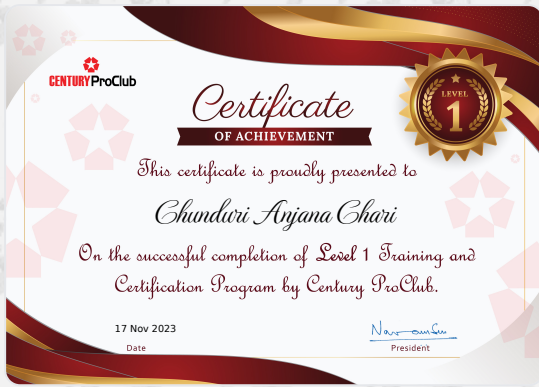 CENTURY ProClub
LEVEL
1
Certificate
OF ACHIEVEMENT
This certificate is proudly presented to
Chunduri Anjana Chari
On the successful completion of Level 1 Training and
Certification Program by Century ProClub.
17 Nov 2023
Date
President